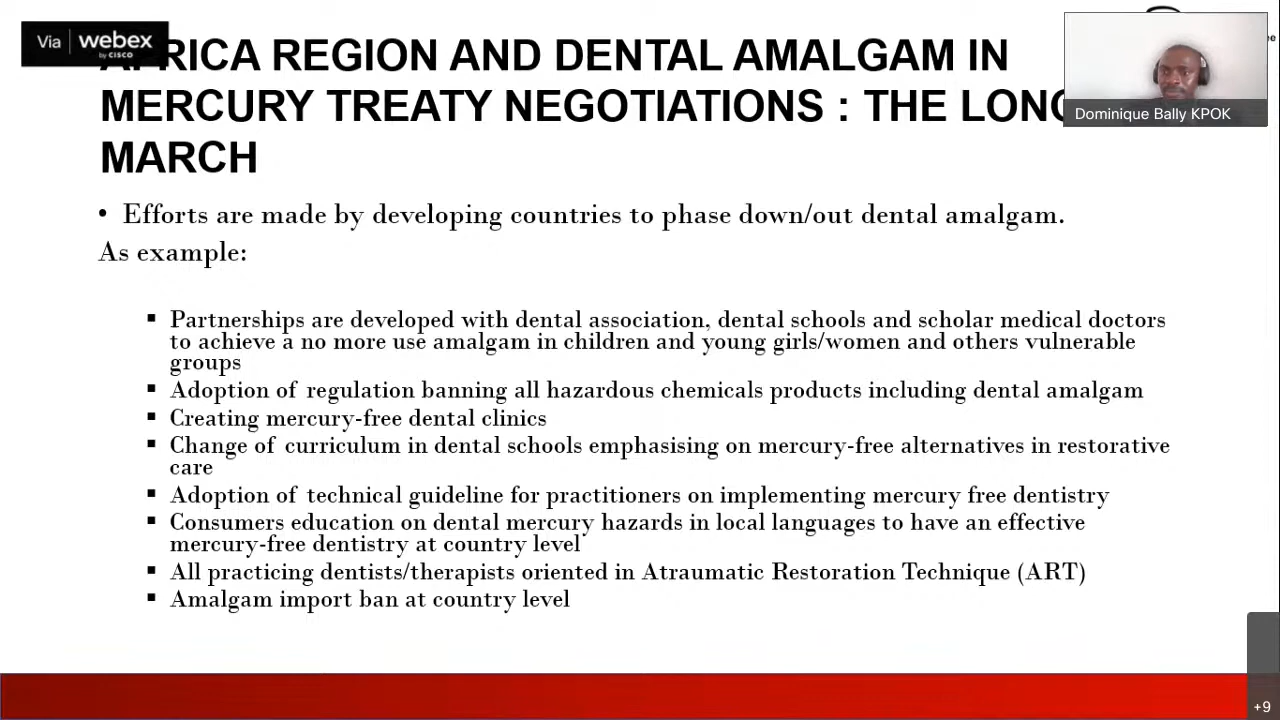 Via webex
by CISCO
AFRICA REGION AND DENTAL AMALGAM IN
MERCURY TREATY NEGOTIATIONS : THE LONG
MARCH
Dominique Bally KPOK
• Efforts are made by developing countries to phase down/out dental amalgam.
As example:
▪ Partnerships are developed with dental association, dental schools and scholar medical doctors
to achieve a no more use amalgam in children and young girls/women and others vulnerable
groups
▪ Adoption of regulation banning all hazardous chemicals products including dental amalgam
▪ Creating mercury-free dental clinics
▪ Change of curriculum in dental schools emphasising on mercury-free alternatives in restorative
care
▪ Adoption of technical guideline for practitioners on implementing mercury free dentistry
▪ Consumers education on dental mercury hazards in local languages to have an effective
mercury-free dentistry at country level
▪ All practicing dentists/therapists oriented in Atraumatic Restoration Technique (ART)
▪ Amalgam import ban at country level
+9